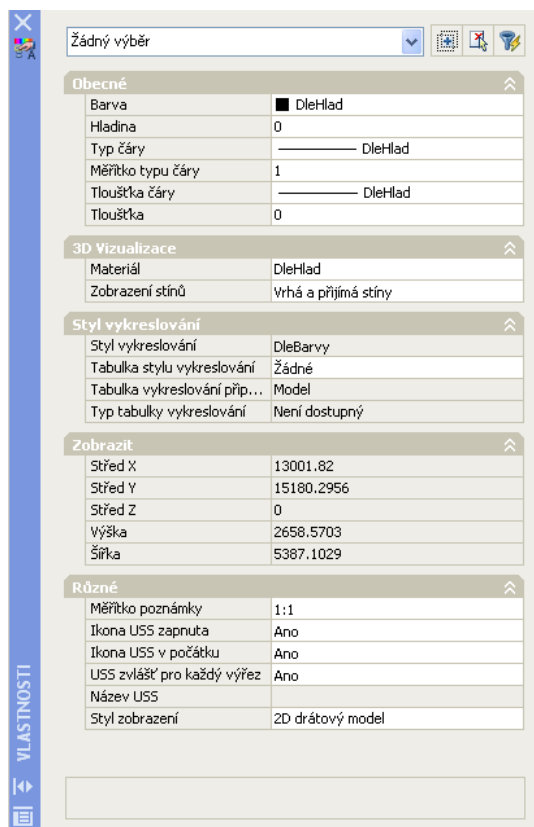 Žádný výběr
Obecné
Barva DleHlad
Hladina 0
Typ čáry DleHlad
Měřítko typu čáry 1
Tloušťka čáry DleHlad
Tloušťka 0
3D Vizualizace
Materiál DleHlad
Zobrazení stínů Vrhá a přijímá stíny
Styl vykreslování
Styl vykreslování DleBarvy
Tabulka stylu vykreslování Žádné
Tabulka vykreslování přip... Model
Typ tabulky vykreslování Není dostupný
Zobrazit
Střed X 13001.82
Střed Y 15180.2956
Střed Z 0
Výška 2658.5703
Šířka 5387.1029
Různé
Měřítko poznámky 1:1
Ikona USS zapnuta Ano
Ikona USS v počátku Ano
USS zvlášť pro každý výřez Ano
Název USS
Styl zobrazení 2D drátový model
VLASTNOSTI